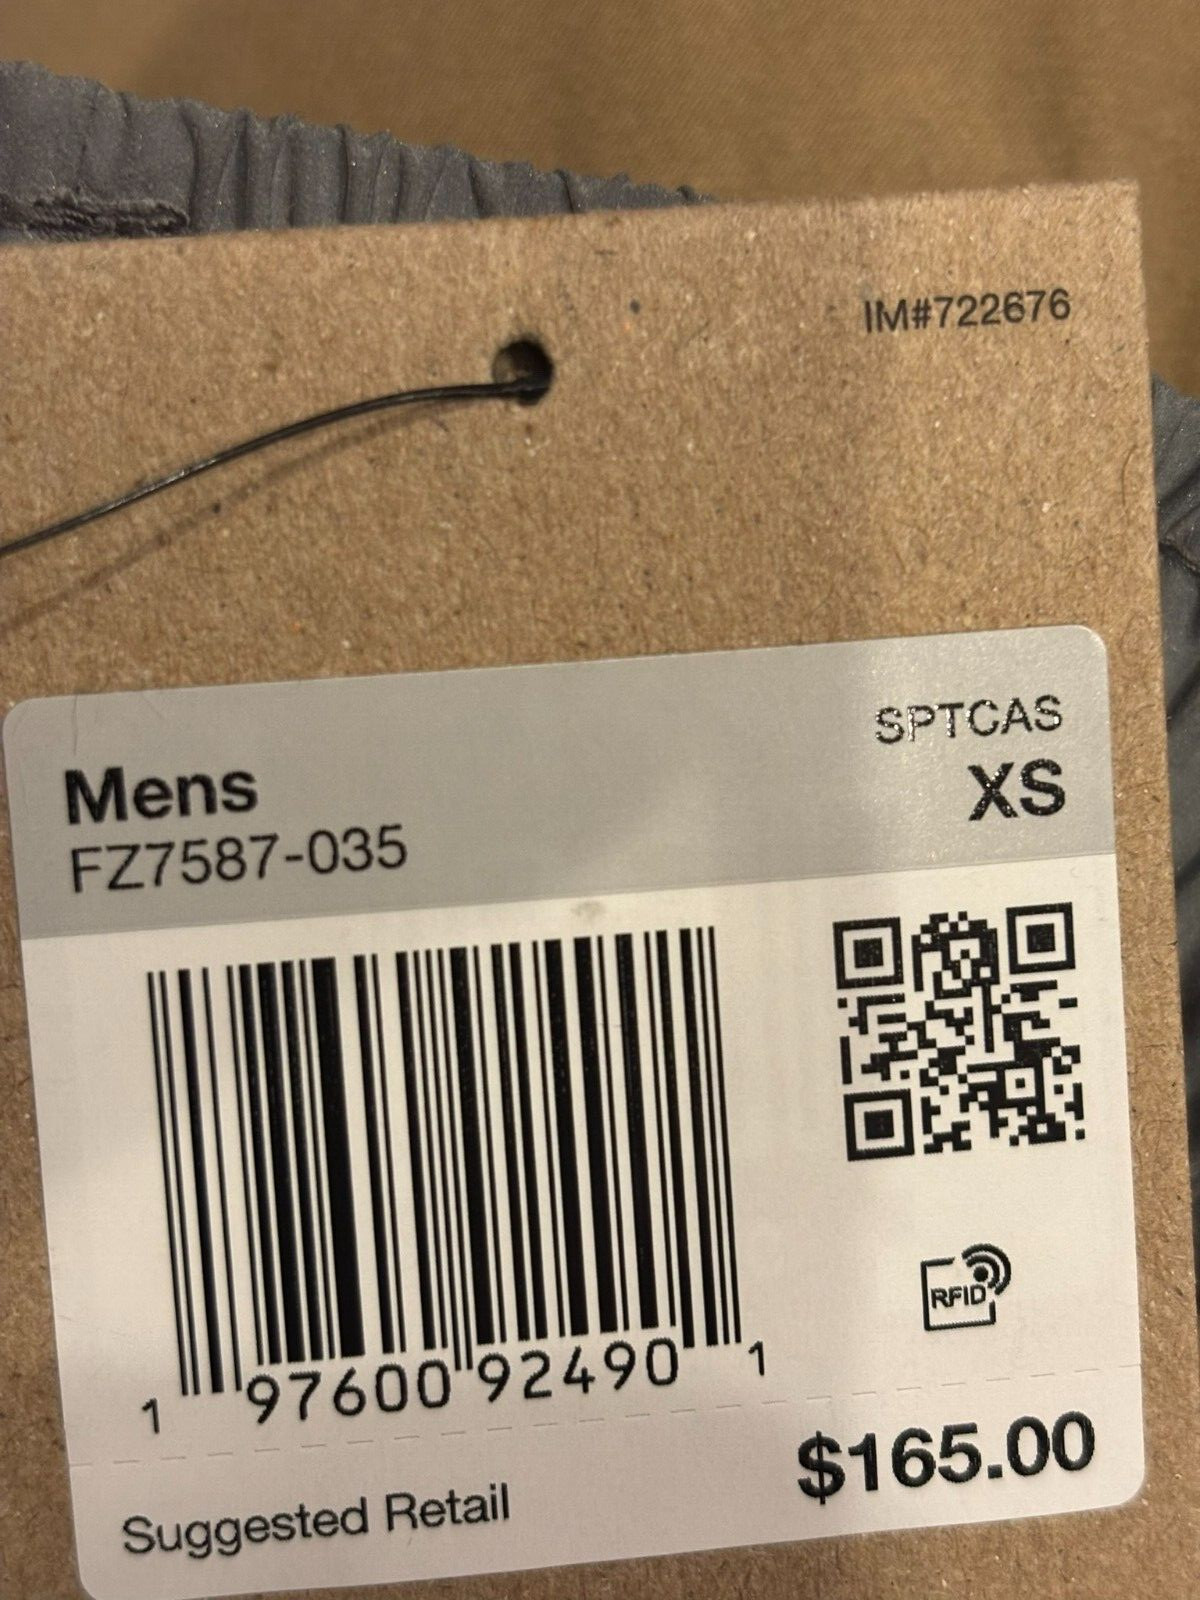 IM#722676
SPTCAS
Mens
XS
FZ7587-035
RFID
1 97600 92490 1
Suggested Retail
$165.00